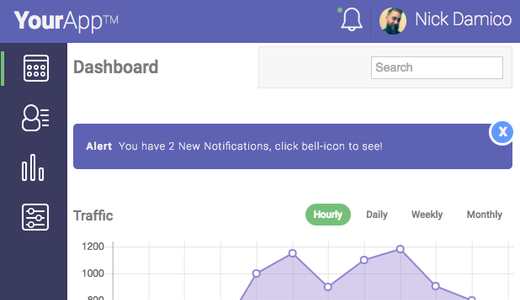 YourApp™
Nick Damico
Dashboard
Search
X
Alert You have 2 New Notifications, click bell-icon to see!
Traffic
Hourly Daily Weekly Monthly
1200
1000
800